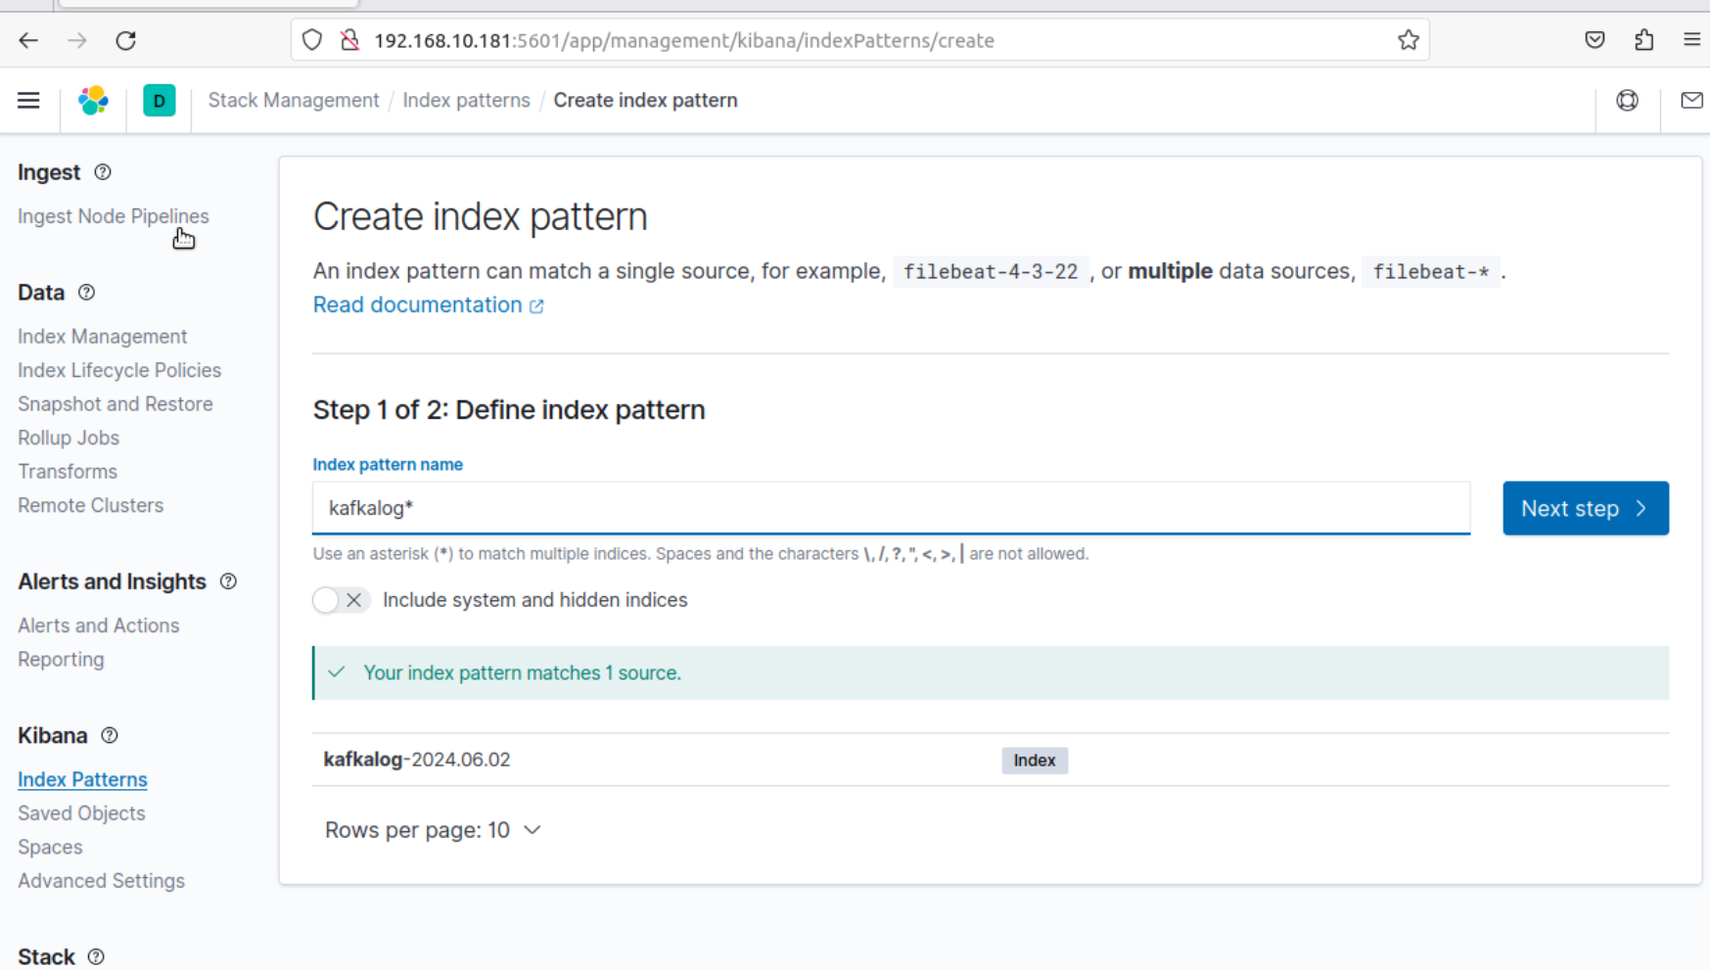 192.168.10.181:5601/app/management/kibana/indexPatterns/create
D Stack Management / Index patterns / Create index pattern
Ingest
Ingest Node Pipelines
Data
Index Management
Index Lifecycle Policies
Snapshot and Restore
Rollup Jobs
Transforms
Remote Clusters
Alerts and Insights
Alerts and Actions
Reporting
Kibana
Index Patterns
Saved Objects
Spaces
Advanced Settings
Stack
Create index pattern
An index pattern can match a single source, for example, filebeat-4-3-22 , or multiple data sources, filebeat-* .
Read documentation
Step 1 of 2: Define index pattern
Index pattern name
kafkalog*
Next step
Use an asterisk (*) to match multiple indices. Spaces and the characters \, /, ?, ", <, >, | are not allowed.
Include system and hidden indices
Your index pattern matches 1 source.
kafkalog-2024.06.02 Index
Rows per page: 10